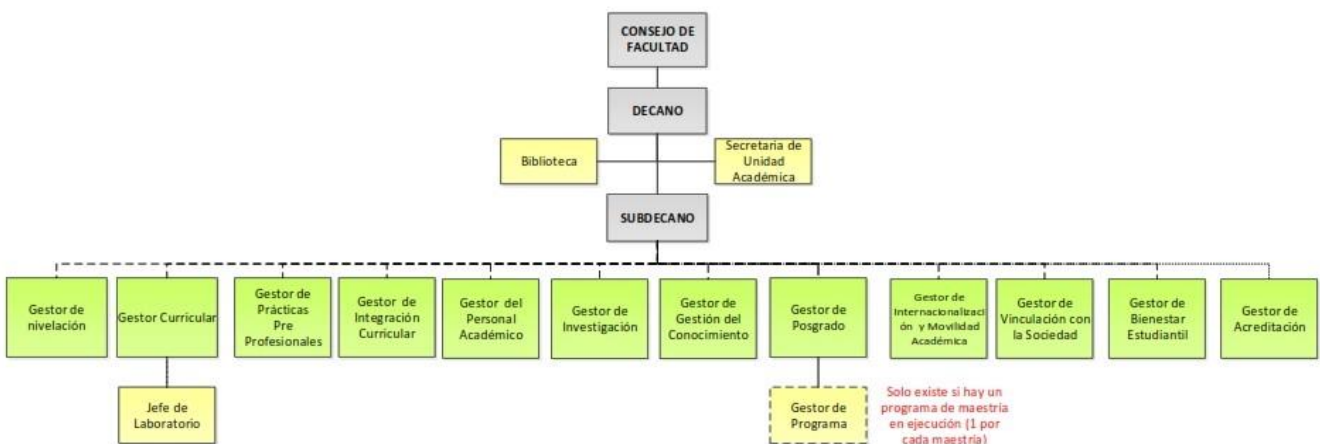 CONSEJO DE
FACULTAD
DECANO
Biblioteca
Secretaria de
Unidad
Académica
SUBDECANO
Gestor de
nivelación
Gestor Curricular
Gestor de
Prácticas
Pre
Profesionales
Gestor de
Integración
Curricular
Gestor del
Personal
Académico
Gestor de
Investigación
Gestor de
Gestión del
Conocimiento
Gestor de
Posgrado
Gestor de
Internacionalizaci
ón y Movilidad
Académica
Gestor de
Vinculación con
la Sociedad
Gestor de
Bienestar
Estudiantil
Gestor de
Acreditación
Jefe de
Laboratorio
Gestor de
Programa
Solo existe si hay un
programa de maestría
en ejecución (1 por
cada maestría)